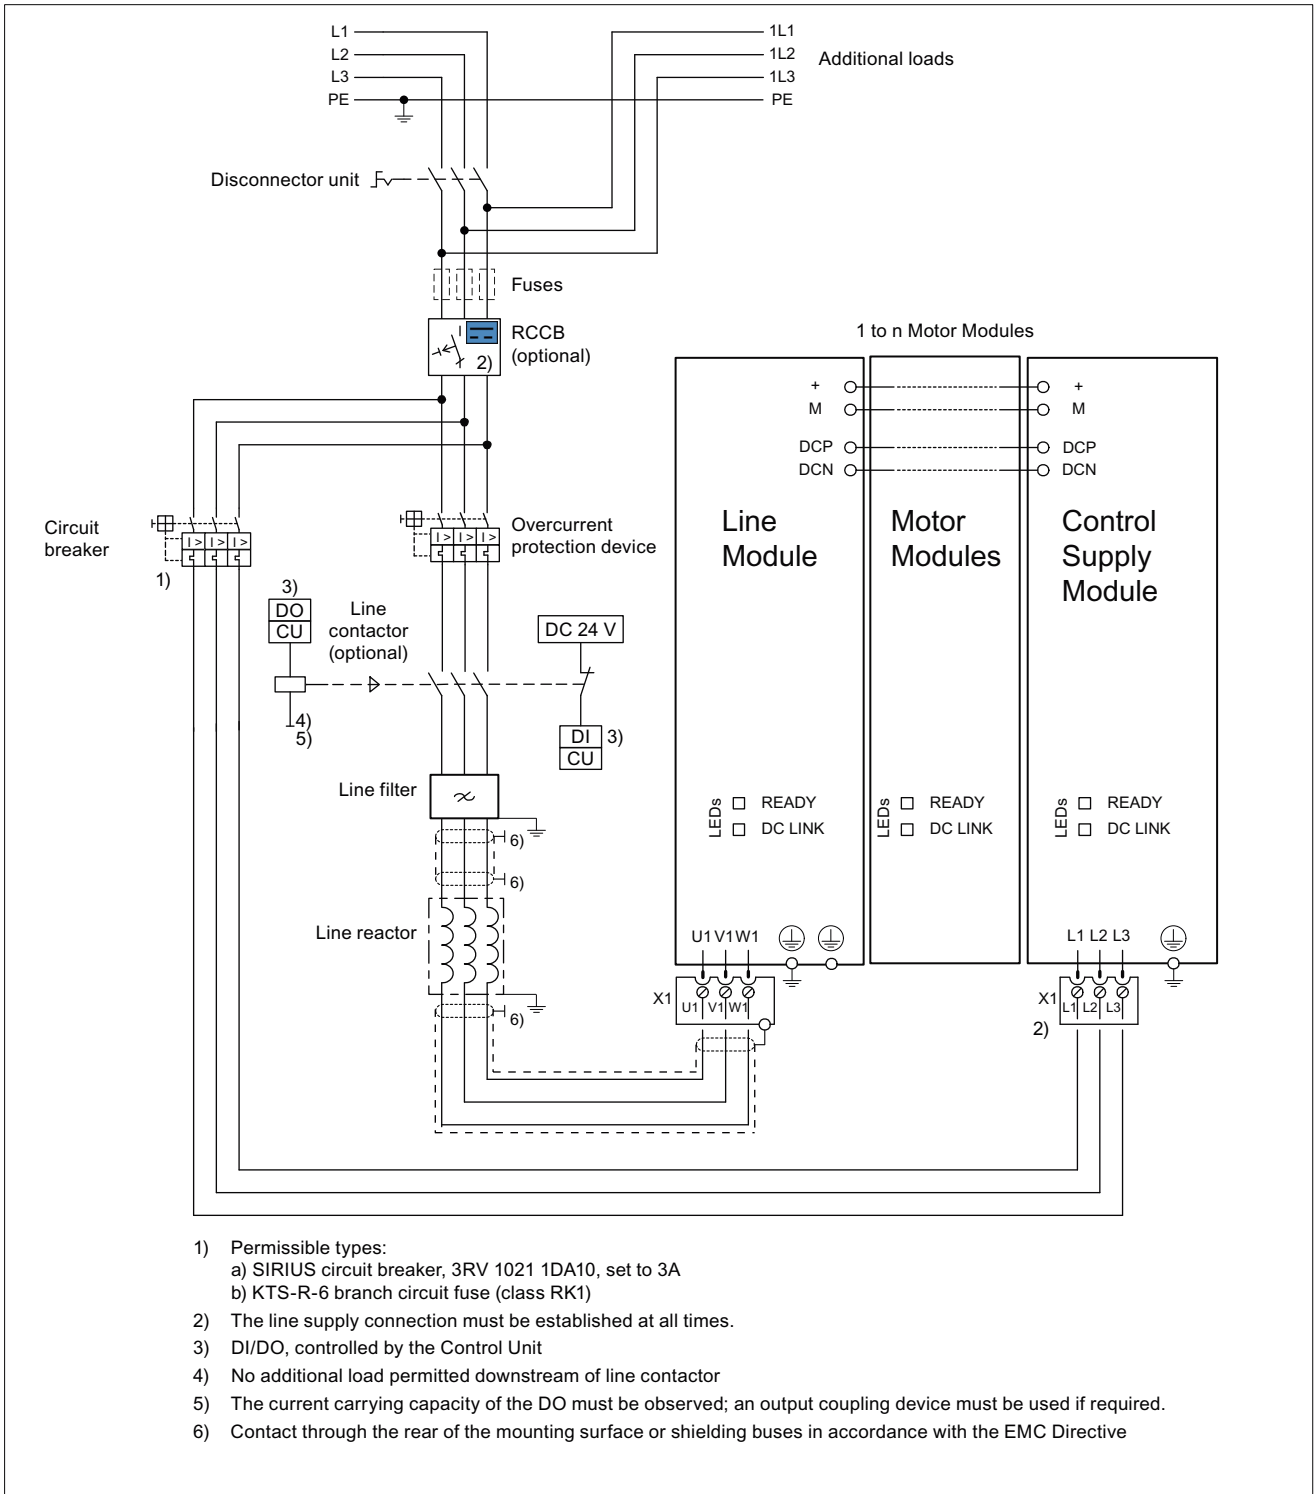 L1
L2
L3
PE
1L1
1L2
1L3
PE
Additional loads
Disconnector unit
Fuses
RCCB
(optional)
2)
1 to n Motor Modules
+
M
DCP
DCN
+
M
DCP
DCN
Line
Module
Motor
Modules
Control
Supply
Module
Circuit
breaker
1)
I >
I >
I >
I >
I >
I >
Overcurrent
protection device
3)
DO
CU
Line
contactor
(optional)
DC 24 V
4)
5)
DI
CU
3)
Line filter
6)
6)
Line reactor
6)
LEDs
READY
DC LINK
LEDs
READY
DC LINK
LEDs
READY
DC LINK
U1 V1 W1
L1 L2 L3
X1
U1 V1 W1
X1
L1 L2 L3
2)
1) Permissible types:
a) SIRIUS circuit breaker, 3RV 1021 1DA10, set to 3A
b) KTS-R-6 branch circuit fuse (class RK1)
2) The line supply connection must be established at all times.
3) DI/DO, controlled by the Control Unit
4) No additional load permitted downstream of line contactor
5) The current carrying capacity of the DO must be observed; an output coupling device must be used if required.
6) Contact through the rear of the mounting surface or shielding buses in accordance with the EMC Directive